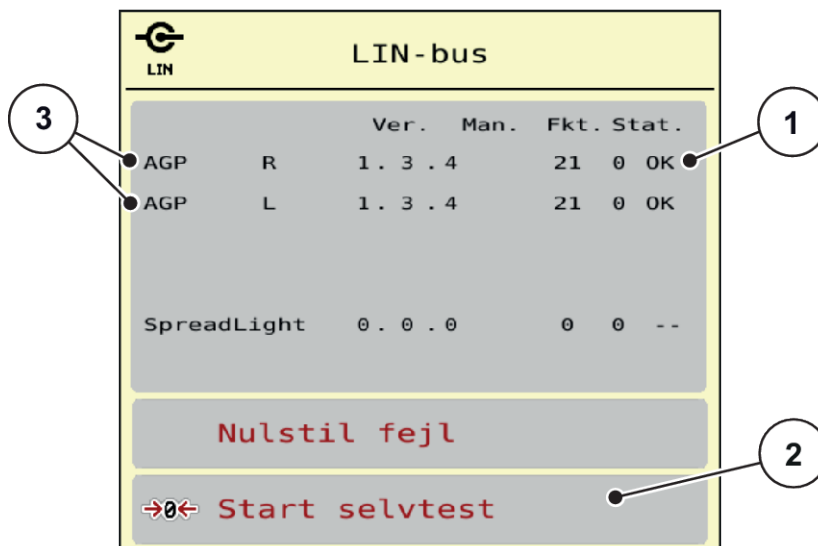 LIN
LIN-bus
3
1
Ver. Man. Fkt. Stat.
AGP R 1.3.4 21 0 OK
AGP L 1.3.4 21 0 OK
SpreadLight 0.0.0 0 0 --
Nulstil fejl
2
→0← Start selvtest